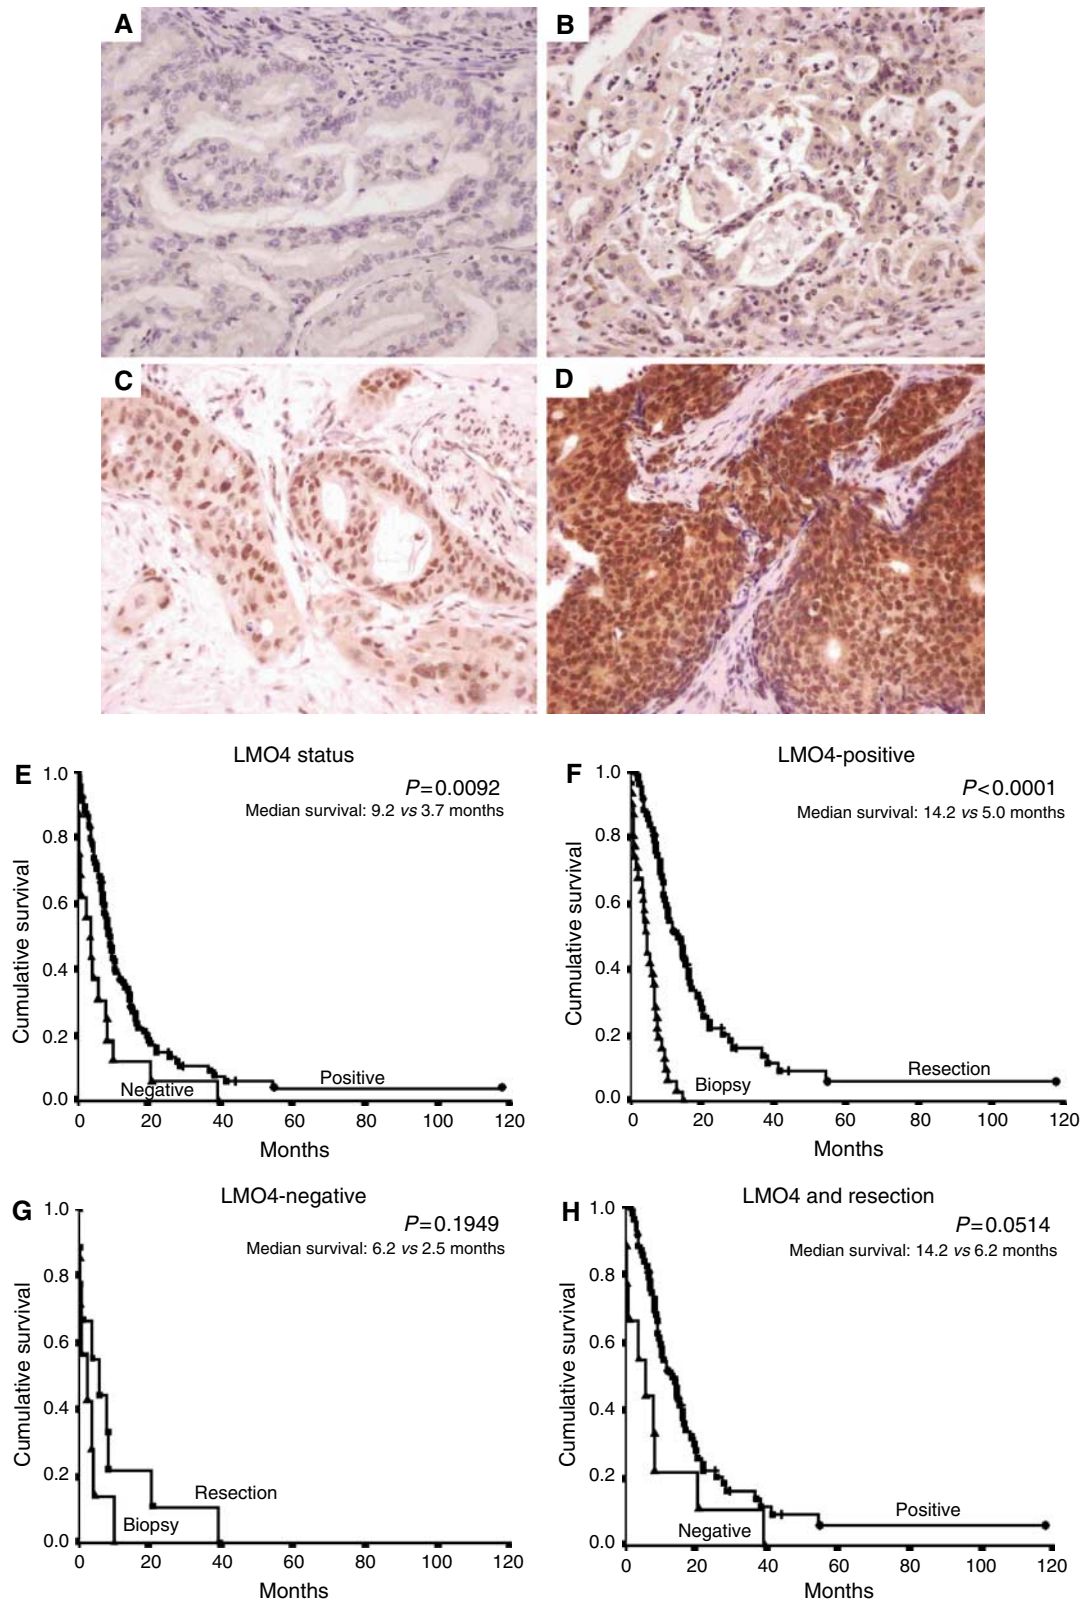 A
B
C
D
E
LMO4 status
P=0.0092
Median survival: 9.2 vs 3.7 months
Cumulative survival
1.0
0.8
0.6
0.4
0.2
0.0
Negative
Positive
0 20 40 60 80 100 120
Months
F
LMO4-positive
P<0.0001
Median survival: 14.2 vs 5.0 months
Cumulative survival
1.0
0.8
0.6
0.4
0.2
0.0
Biopsy
Resection
0 20 40 60 80 100 120
Months
G
LMO4-negative
P=0.1949
Median survival: 6.2 vs 2.5 months
Cumulative survival
1.0
0.8
0.6
0.4
0.2
0.0
Resection
Biopsy
0 20 40 60 80 100 120
Months
H
LMO4 and resection
P=0.0514
Median survival: 14.2 vs 6.2 months
Cumulative survival
1.0
0.8
0.6
0.4
0.2
0.0
Negative
Positive
0 20 40 60 80 100 120
Months